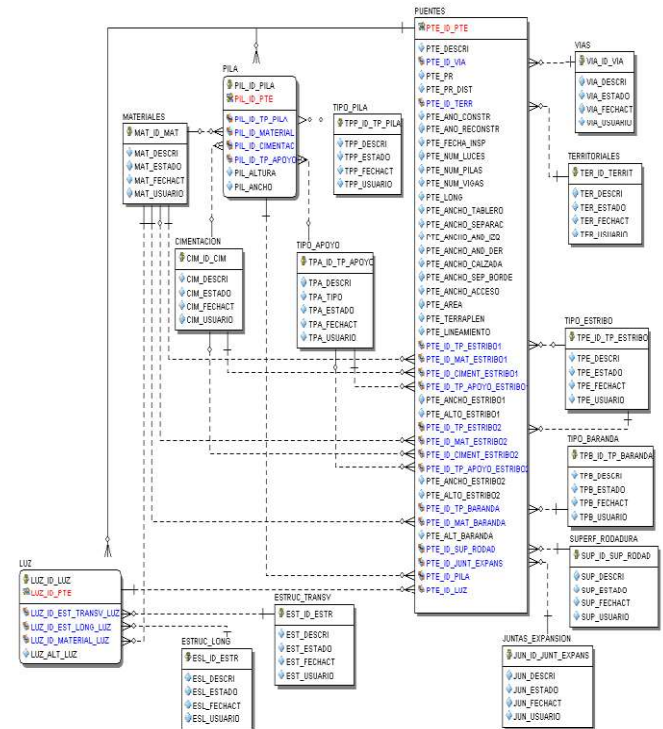 PUENTES
PTE_ID_PTE
PTE_DESCRI
PTE_ID_VIA
PTE_PR
PTE_PR_DIST
PTE_ID_TERR
PTE_ANO_CONSTR
PTE_ANO_RECONSTR
PTE_FECHA_INSP
PTE_NUM_LUCES
PTE_NUM_PILAS
PTE_NUM_VIGAS
PTE_LONG
PTE_ANCHO_TABLERO
PTE_ANCHO_SEPARAC
PTE_ANCHO_AND_IZQ
PTE_ANCHO_AND_DER
PTE_ANCHO_CALZADA
PTE_ANCHO_SEP_BORDE
PTE_ANCHO_ACCESO
PTE_AREA
PTE_TERRAPLEN
PTE_LINEAMIENTO
PTE_ID_TP_ESTRIBO1
PTE_ID_MAT_ESTRIBO1
PTE_ID_CIMENT_ESTRIBO1
PTE_ID_TP_APOYO_ESTRIBO1
PTE_ANCHO_ESTRIBO1
PTE_ALTO_ESTRIBO1
PTE_ID_TP_ESTRIBO2
PTE_ID_MAT_ESTRIBO2
PTE_ID_CIMENT_ESTRIBO2
PTE_ID_TP_APOYO_ESTRIBO2
PTE_ANCHO_ESTRIBO2
PTE_ALTO_ESTRIBO2
PTE_ID_TP_BARANDA
PTE_ID_MAT_BARANDA
PTE_ALT_BARANDA
PTE_ID_SUP_RODAD
PTE_ID_JUNT_EXPANS
PTE_ID_PILA
PTE_ID_LUZ
VIAS
VIA_ID_VIA
VIA_DESCRI
VIA_ESTADO
VIA_FECHACT
VIA_USUARIO
PILA
PIL_ID_PILA
PIL_ID_PTE
PIL_ID_TP_PILA
PIL_ID_MATERIAL
PIL_ID_CIMENTAC
PIL_ID_TP_APOYO
PIL_ALTURA
PIL_ANCHO
TIPO_PILA
TPP_ID_TP_PILA
TPP_DESCRI
TPP_ESTADO
TPP_FECHACT
TPP_USUARIO
MATERIALES
MAT_ID_MAT
MAT_DESCRI
MAT_ESTADO
MAT_FECHACT
MAT_USUARIO
TERRITORIALES
TER_ID_TERRIT
TER_DESCRI
TER_ESTADO
TER_FECHACT
TER_USUARIO
CIMENTACION
CIM_ID_CIM
CIM_DESCRI
CIM_ESTADO
CIM_FECHACT
CIM_USUARIO
TIPO_APOYO
TPA_ID_TP_APOYO
TPA_DESCRI
TPA_TIPO
TPA_ESTADO
TPA_FECHACT
TPA_USUARIO
TIPO_ESTRIBO
TPE_ID_TP_ESTRIBO
TPE_DESCRI
TPE_ESTADO
TPE_FECHACT
TPE_USUARIO
TIPO_BARANDA
TPB_ID_TP_BARANDA
TPB_DESCRI
TPB_ESTADO
TPB_FECHACT
TPB_USUARIO
SUPERF_RODADURA
SUP_ID_SUP_RODAD
SUP_DESCRI
SUP_ESTADO
SUP_FECHACT
SUP_USUARIO
LUZ
LUZ_ID_LUZ
LUZ_ID_PTE
LUZ_ID_EST_TRANSV_LUZ
LUZ_ID_EST_LONG_LUZ
LUZ_ID_MATERIAL_LUZ
LUZ_ALT_LUZ
ESTRUC_TRANSV
EST_ID_ESTR
EST_DESCRI
EST_ESTADO
EST_FECHACT
EST_USUARIO
ESTRUC_LONG
ESL_ID_ESTR
ESL_DESCRI
ESL_ESTADO
ESL_FECHACT
ESL_USUARIO
JUNTAS_EXPANSION
JUN_ID_JUNT_EXPANS
JUN_DESCRI
JUN_ESTADO
JUN_FECHACT
JUN_USUARIO